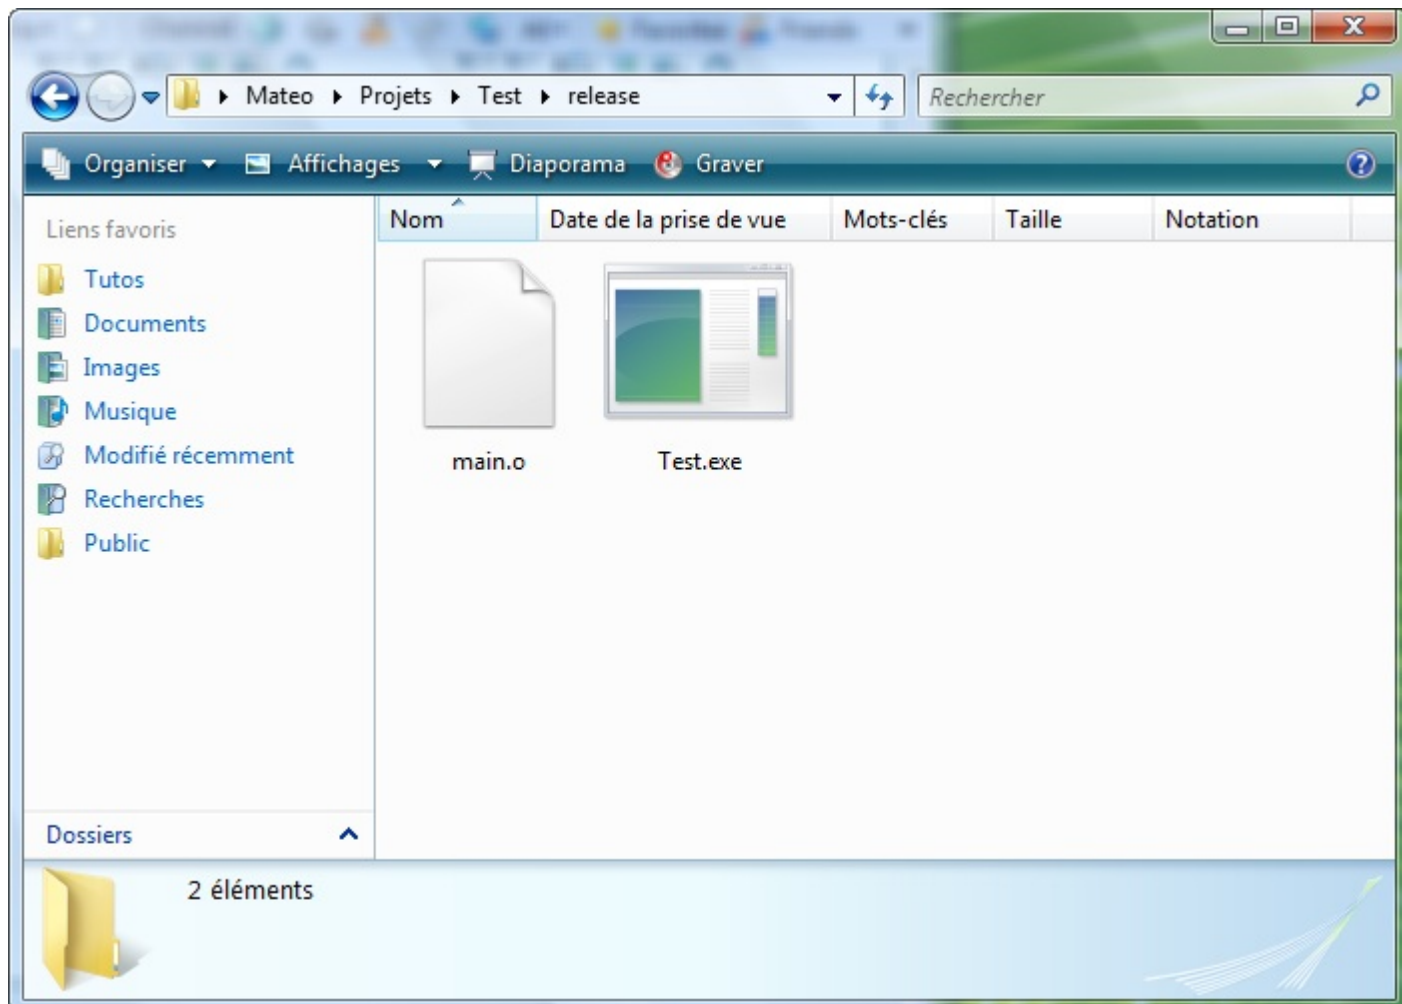 Mateo Projets Test release Rechercher
Organiser Affichages Diaporama Graver
Liens favoris
Nom Date de la prise de vue Mots-clés Taille Notation
Tutos
Documents
Images
Musique
Modifié récemment
Recherches
Public
main.o Test.exe
Dossiers
2 éléments